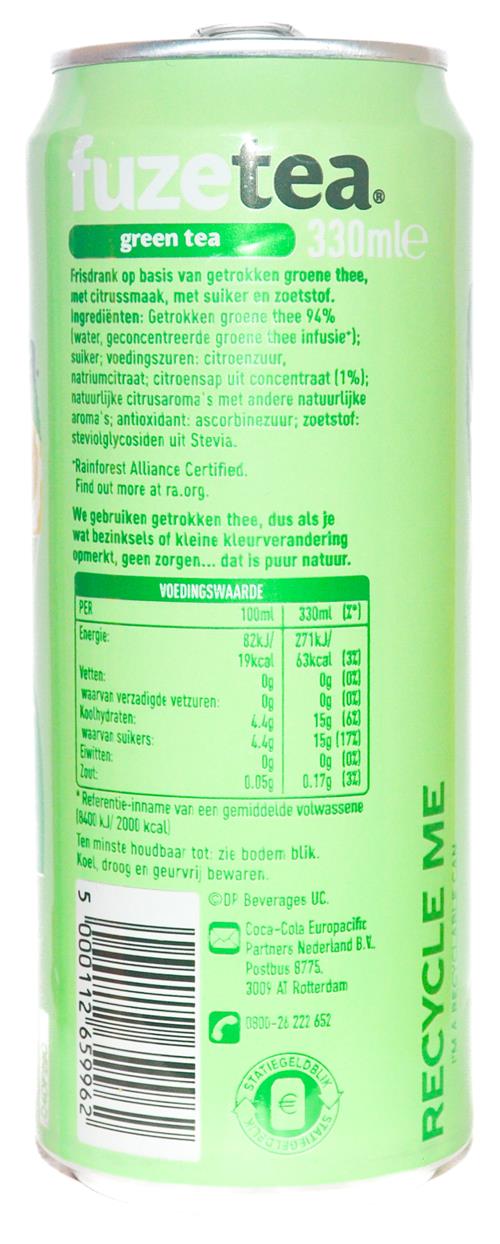 fuzetea®
green tea 330ml℮
Frisdrank op basis van getrokken groene thee,
met citrussmaak, met suiker en zoetstof.
Ingrediënten: Getrokken groene thee 94%
(water, geconcentreerde groene thee infusie*);
suiker; voedingszuren: citroenzuur,
natriumcitraat; citroensap uit concentraat (1%);
natuurlijke citrusaroma's met andere natuurlijke
aroma's; antioxidant: ascorbinezuur; zoetstof:
steviolglycosiden uit Stevia.
*Rainforest Alliance Certified.
Find out more at ra.org.
We gebruiken getrokken thee, dus als je
wat bezinksels of kleine kleurverandering
opmerkt, geen zorgen... dat is puur natuur.
VOEDINGSWAARDE
PER 100ml 330ml (%*)
Energie: 82kJ/ 271kJ/
19kcal 63kcal (3%)
Vetten: 0g 0g (0%)
waarvan verzadigde vetzuren: 0g 0g (0%)
Koolhydraten: 4.4g 15g (6%)
waarvan suikers: 4.4g 15g (17%)
Eiwitten: 0g 0g (0%)
Zout: 0.05g 0.17g (3%)
*Referentie-inname van een gemiddelde volwassene
(8400 kJ/ 2000 kcal)
Ten minste houdbaar tot: zie bodem blik.
Koel, droog en geurvrij bewaren.
©DP Beverages UC.
Coca-Cola Europacific
Partners Nederland B.V.
Postbus 8775,
3009 AT Rotterdam
0800-26 222 652
STATIEGELDBLIK
€
STATIEGELDBLIK
5 000112 659962
RECYCLE ME
I'M A RECYCLABLE CAN